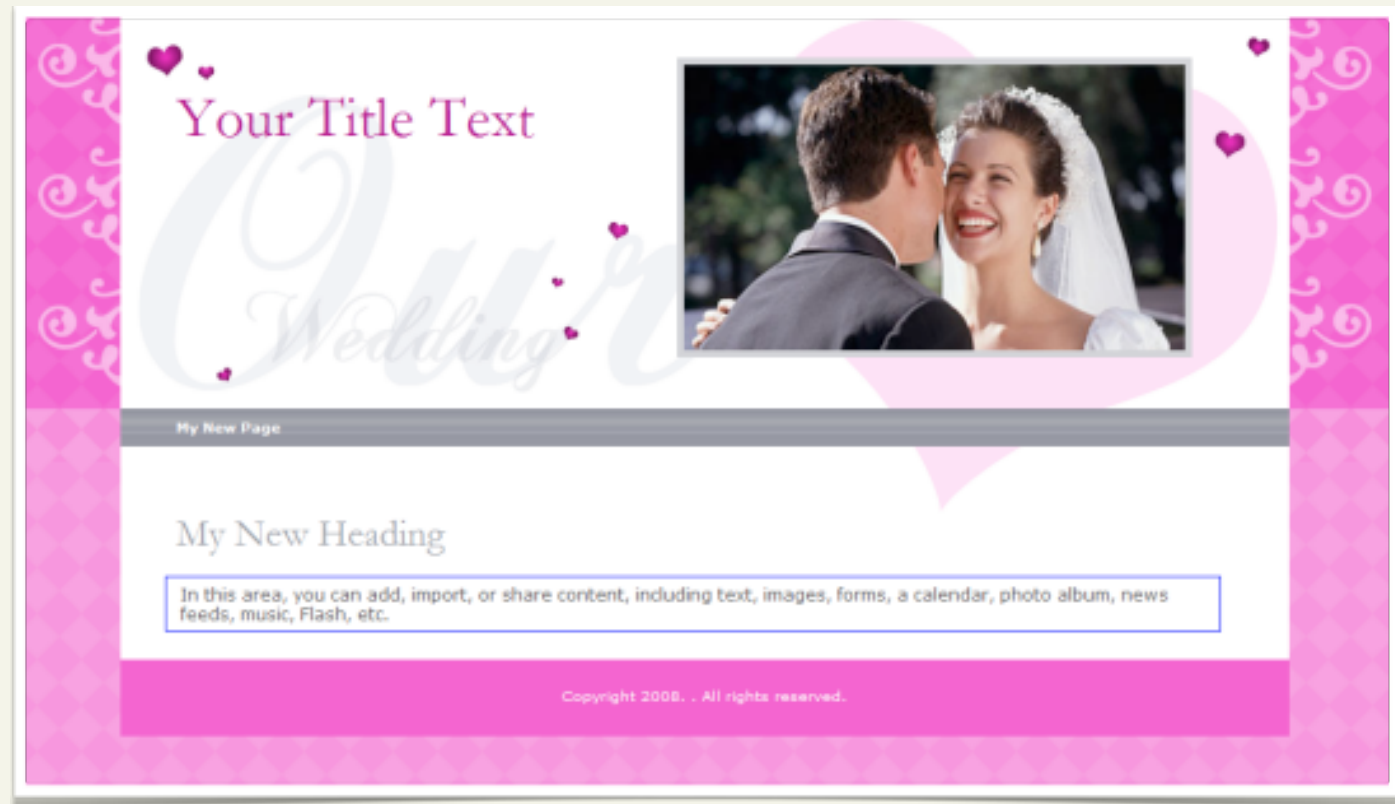 Your Title Text
Our
Wedding
My New Page
My New Heading
In this area, you can add, import, or share content, including text, images, forms, a calendar, photo album, news
feeds, music, Flash, etc.
Copyright 2008. . All rights reserved.